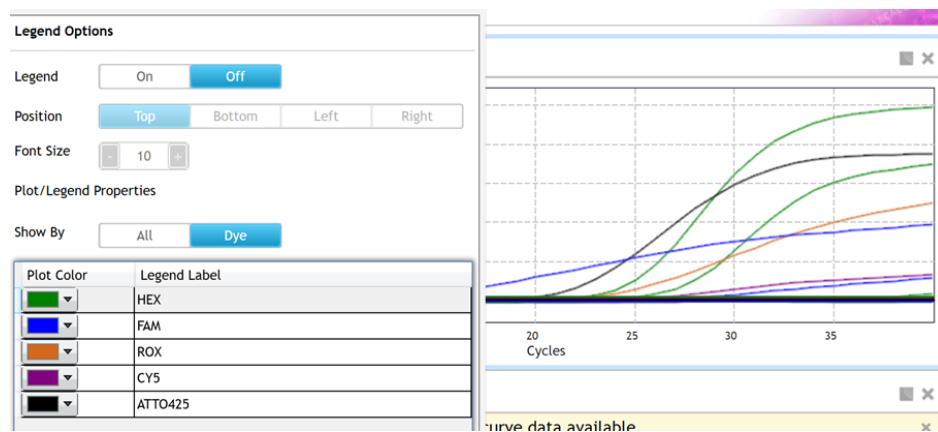 Legend Options
Legend On Off
Position Top Bottom Left Right
Font Size - 10 +
Plot/Legend Properties
Show By All Dye
Plot Color Legend Label
HEX
FAM
ROX
CY5
ATTO425
20 25 30 35
Cycles
curve data available